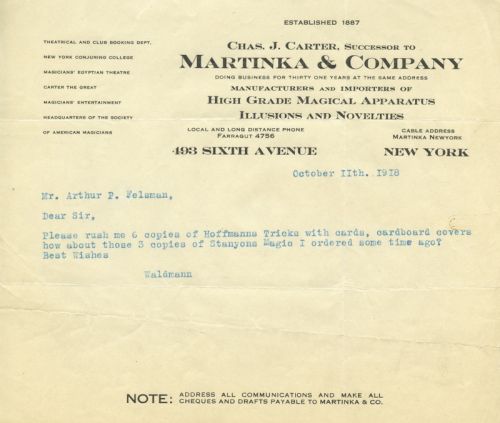 ESTABLISHED 1887
THEATRICAL AND CLUB BOOKING DEPT.
NEW YORK CONJURING COLLEGE
MAGICIANS' EGYPTIAN THEATRE
CARTER THE GREAT
MAGICIANS' ENTERTAINMENT
HEADQUARTERS OF THE SOCIETY
OF AMERICAN MAGICIANS
CHAS. J. CARTER, SUCCESSOR TO
MARTINKA & COMPANY
DOING BUSINESS FOR THIRTY ONE YEARS AT THE SAME ADDRESS
MANUFACTURERS AND IMPORTERS OF
HIGH GRADE MAGICAL APPARATUS
ILLUSIONS AND NOVELTIES
LOCAL AND LONG DISTANCE PHONE
FARRAGUT 4756
CABLE ADDRESS
MARTINKA NEWYORK
493 SIXTH AVENUE NEW YORK
October IIth. 1918
Mr. Arthur P. Felsman,
Dear Sir,
Please rush me 6 copies of Hoffmanns Tricks with cards, cardboard covers
how about those 3 copies of Stanyons Magic I ordered some time ago?
Best Wishes
Waldmann
NOTE: ADDRESS ALL COMMUNICATIONS AND MAKE ALL
CHEQUES AND DRAFTS PAYABLE TO MARTINKA & CO.